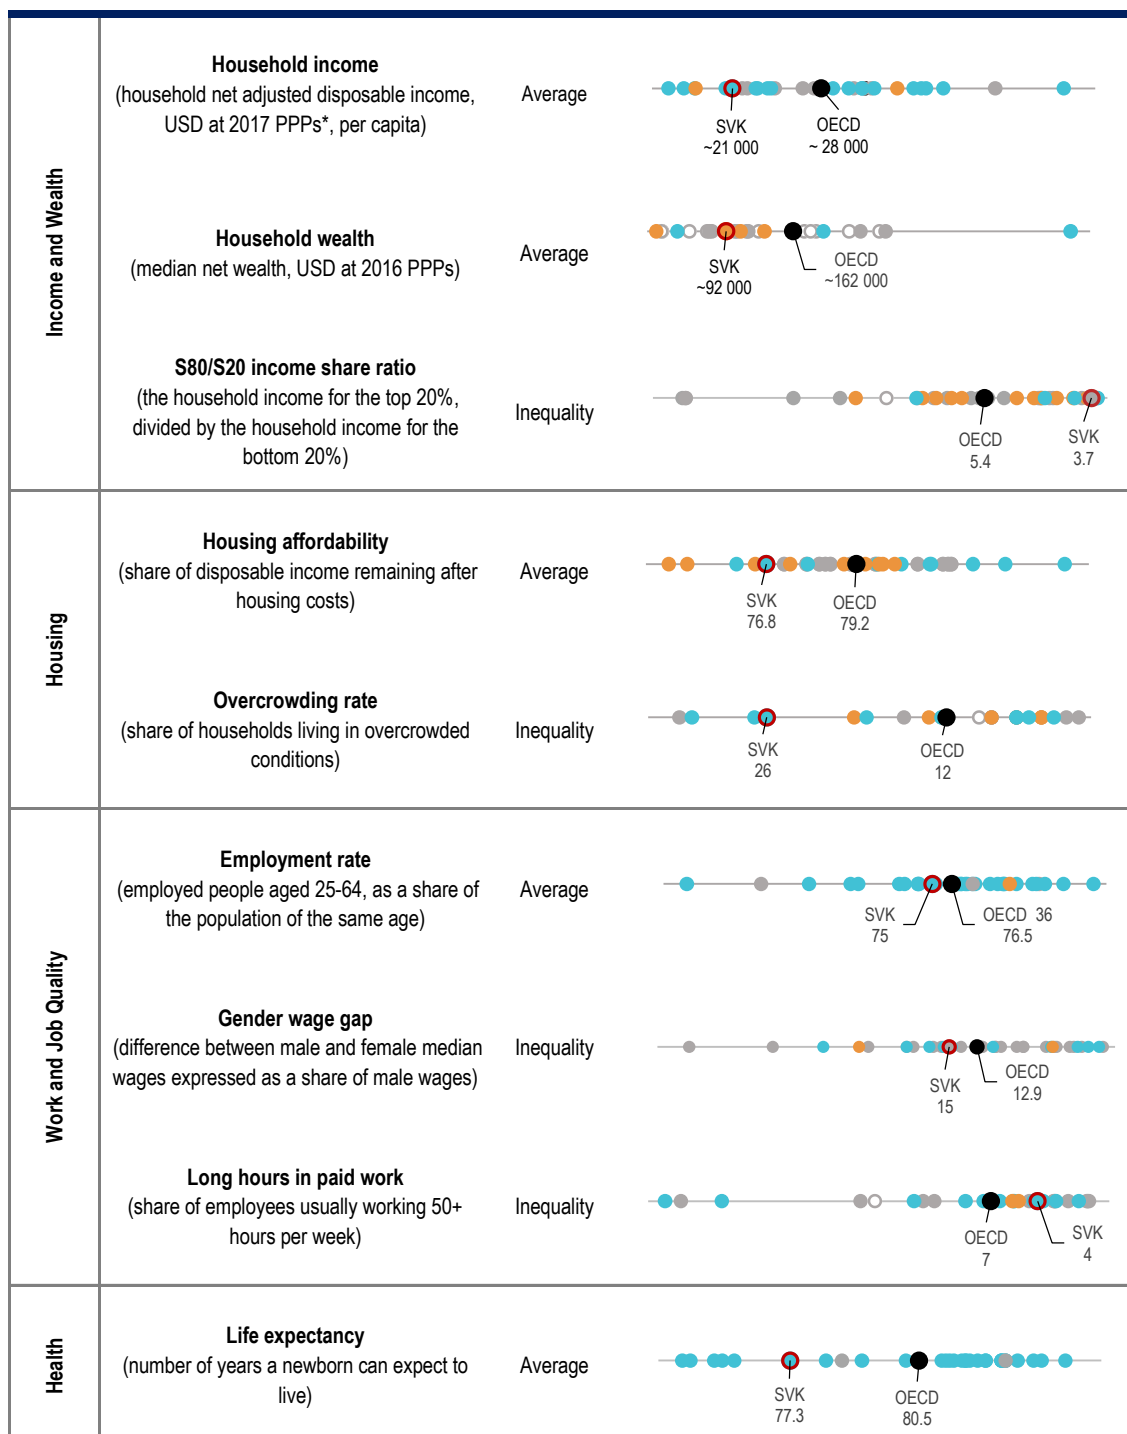 Income and Wealth
Household income
(household net adjusted disposable income,
USD at 2017 PPPs*, per capita)
Average
SVK
~21 000
OECD
~ 28 000
Household wealth
(median net wealth, USD at 2016 PPPs)
Average
SVK
~92 000
OECD
~162 000
S80/S20 income share ratio
(the household income for the top 20%,
divided by the household income for the
bottom 20%)
Inequality
OECD
5.4
SVK
3.7
Housing
Housing affordability
(share of disposable income remaining after
housing costs)
Average
SVK
76.8
OECD
79.2
Overcrowding rate
(share of households living in overcrowded
conditions)
Inequality
SVK
26
OECD
12
Work and Job Quality
Employment rate
(employed people aged 25-64, as a share of
the population of the same age)
Average
SVK
75
OECD 36
76.5
Gender wage gap
(difference between male and female median
wages expressed as a share of male wages)
Inequality
SVK
15
OECD
12.9
Long hours in paid work
(share of employees usually working 50+
hours per week)
Inequality
OECD
7
SVK
4
Health
Life expectancy
(number of years a newborn can expect to
live)
Average
SVK
77.3
OECD
80.5